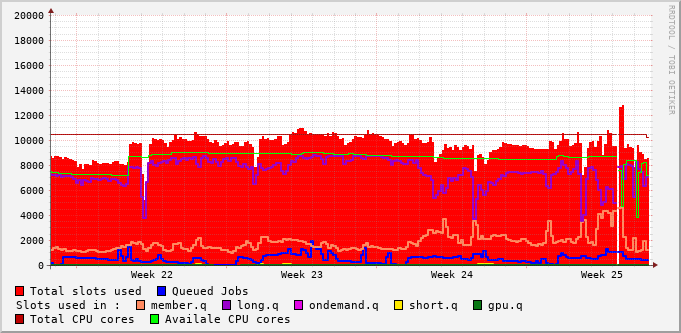 20000
18000
16000
14000
12000
10000
8000
6000
4000
2000
0
Week 22 Week 23 Week 24 Week 25
RRDTOOL / TOBI OETIKER
Total slots used Queued Jobs
Slots used in : member.q long.q ondemand.q short.q gpu.q
Total CPU cores Availale CPU cores